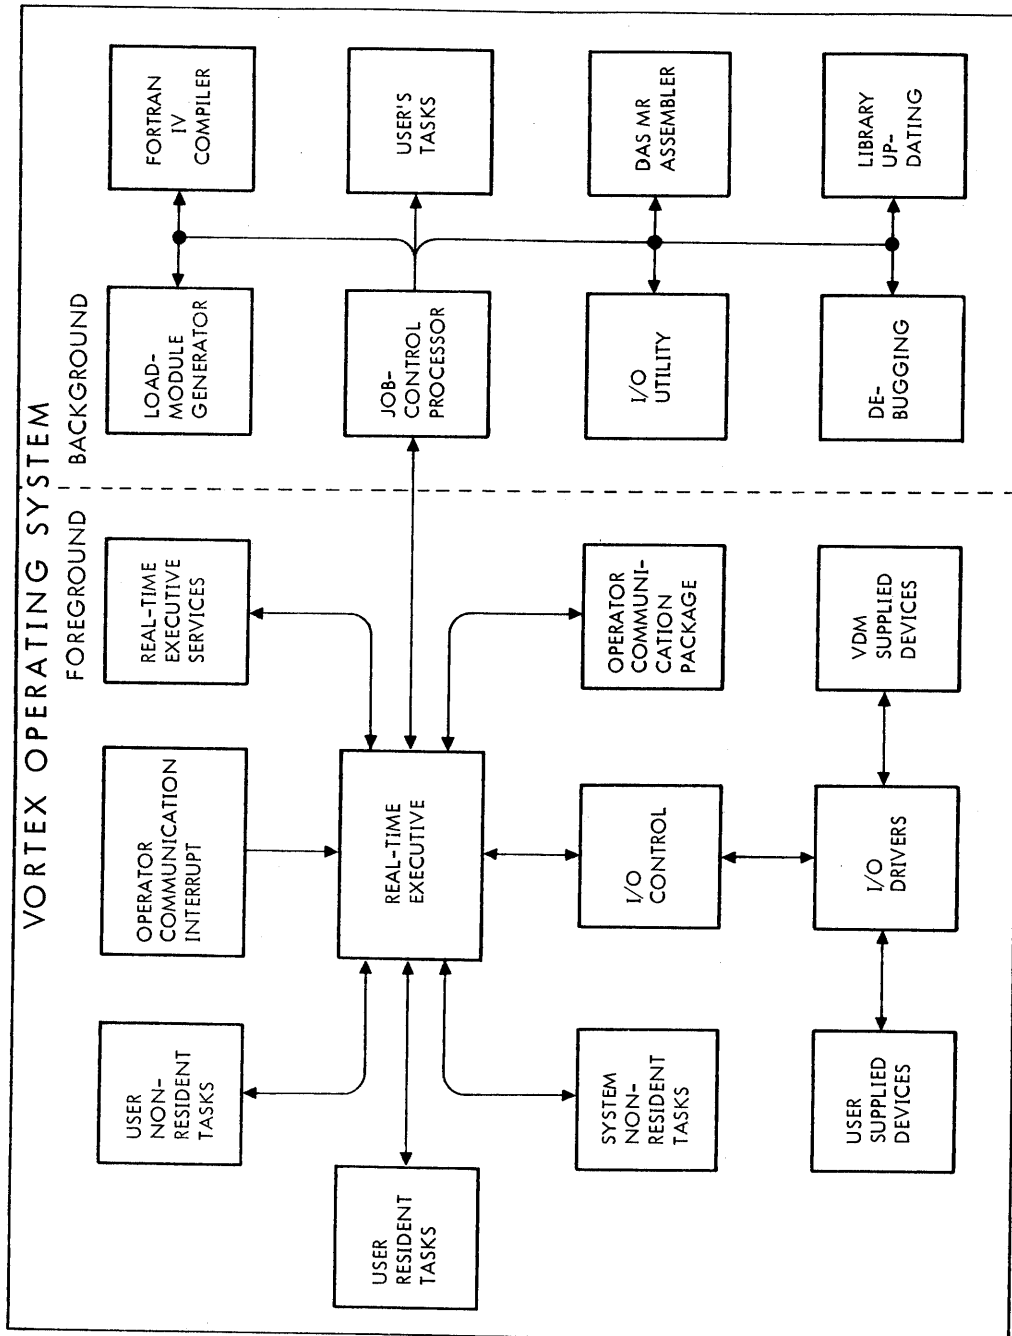 VORTEX OPERATING SYSTEM
FOREGROUND
BACKGROUND
USER
NON-
RESIDENT
TASKS
OPERATOR
COMMUNICATION
INTERRUPT
REAL-TIME
EXECUTIVE
SERVICES
LOAD-
MODULE
GENERATOR
FORTRAN
IV
COMPILER
USER
RESIDENT
TASKS
REAL-TIME
EXECUTIVE
JOB-
CONTROL
PROCESSOR
USER'S
TASKS
SYSTEM
NON-
RESIDENT
TASKS
I/O
CONTROL
OPERATOR
COMMUNI-
CATION
PACKAGE
I/O
UTILITY
DAS MR
ASSEMBLER
USER
SUPPLIED
DEVICES
I/O
DRIVERS
VDM
SUPPLIED
DEVICES
DE-
BUGGING
LIBRARY
UP-
DATING